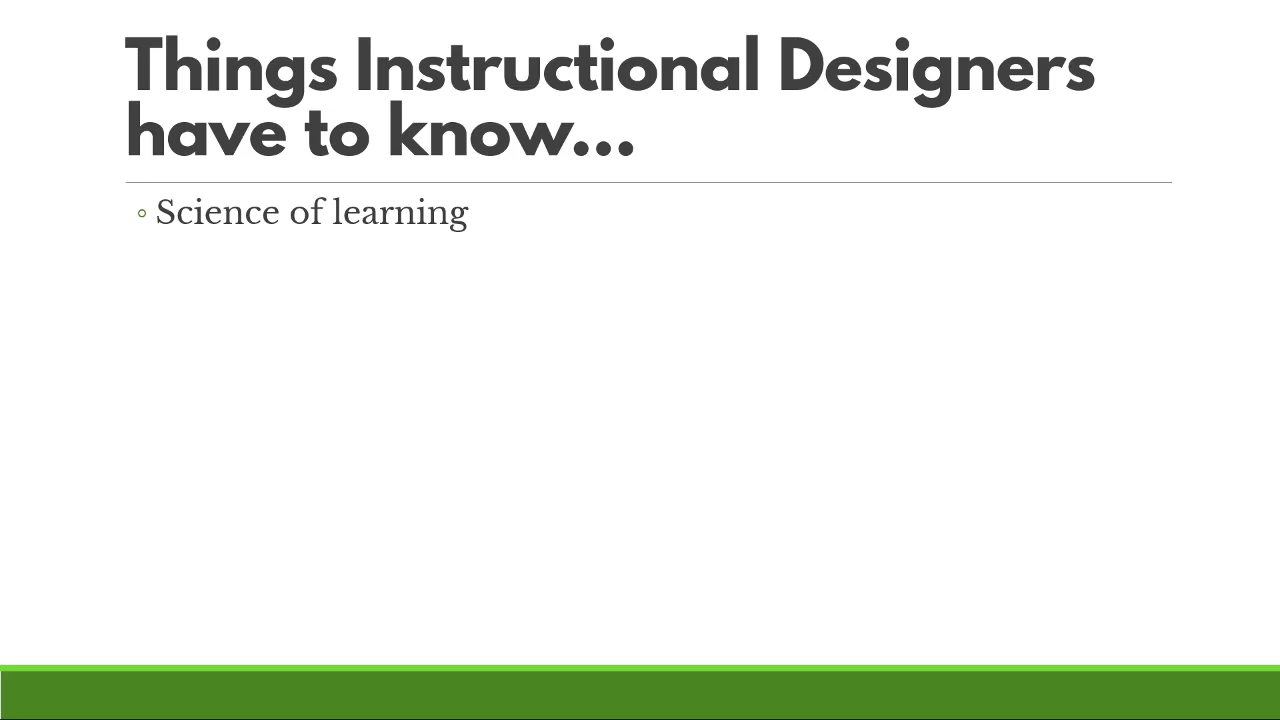 Things Instructional Designers
have to know...
◦ Science of learning